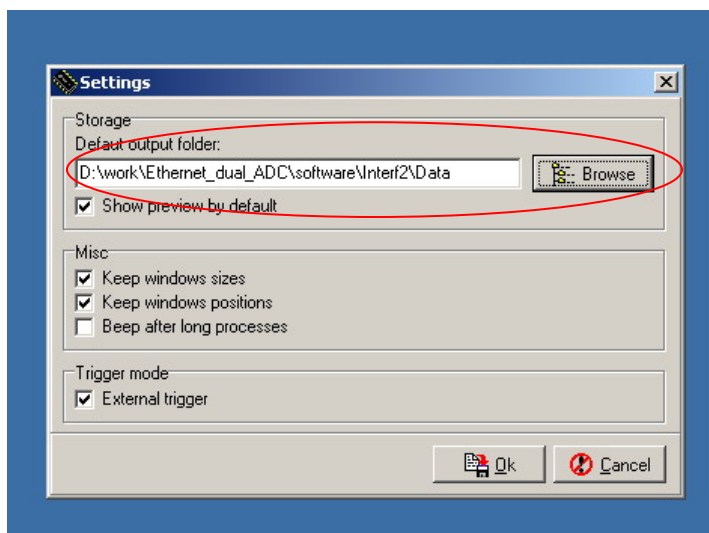 Settings
Storage
Defaut output folder:
D:\work\Ethernet_dual_ADC\software\Interf2\Data
Browse
Show preview by default
Misc
Keep windows sizes
Keep windows positions
Beep after long processes
Trigger mode
External trigger
Ok
Cancel